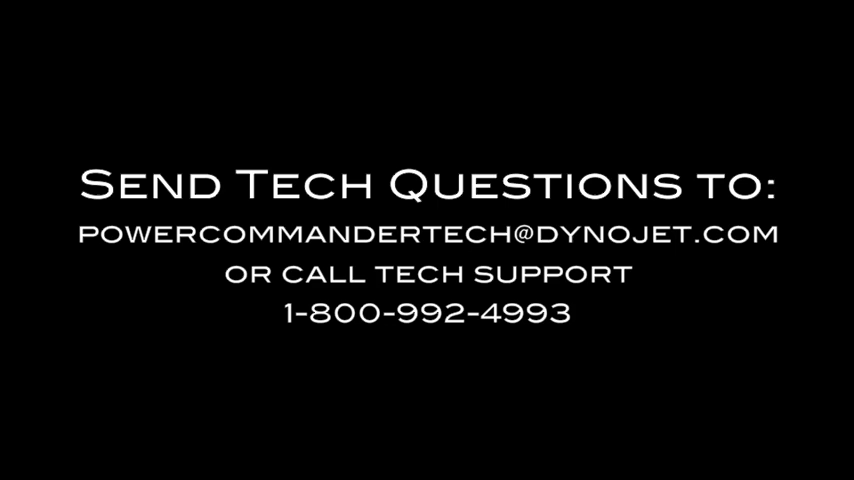 Send Tech Questions to:
powercommandertech@dynojet.com
or call tech support
1-800-992-4993